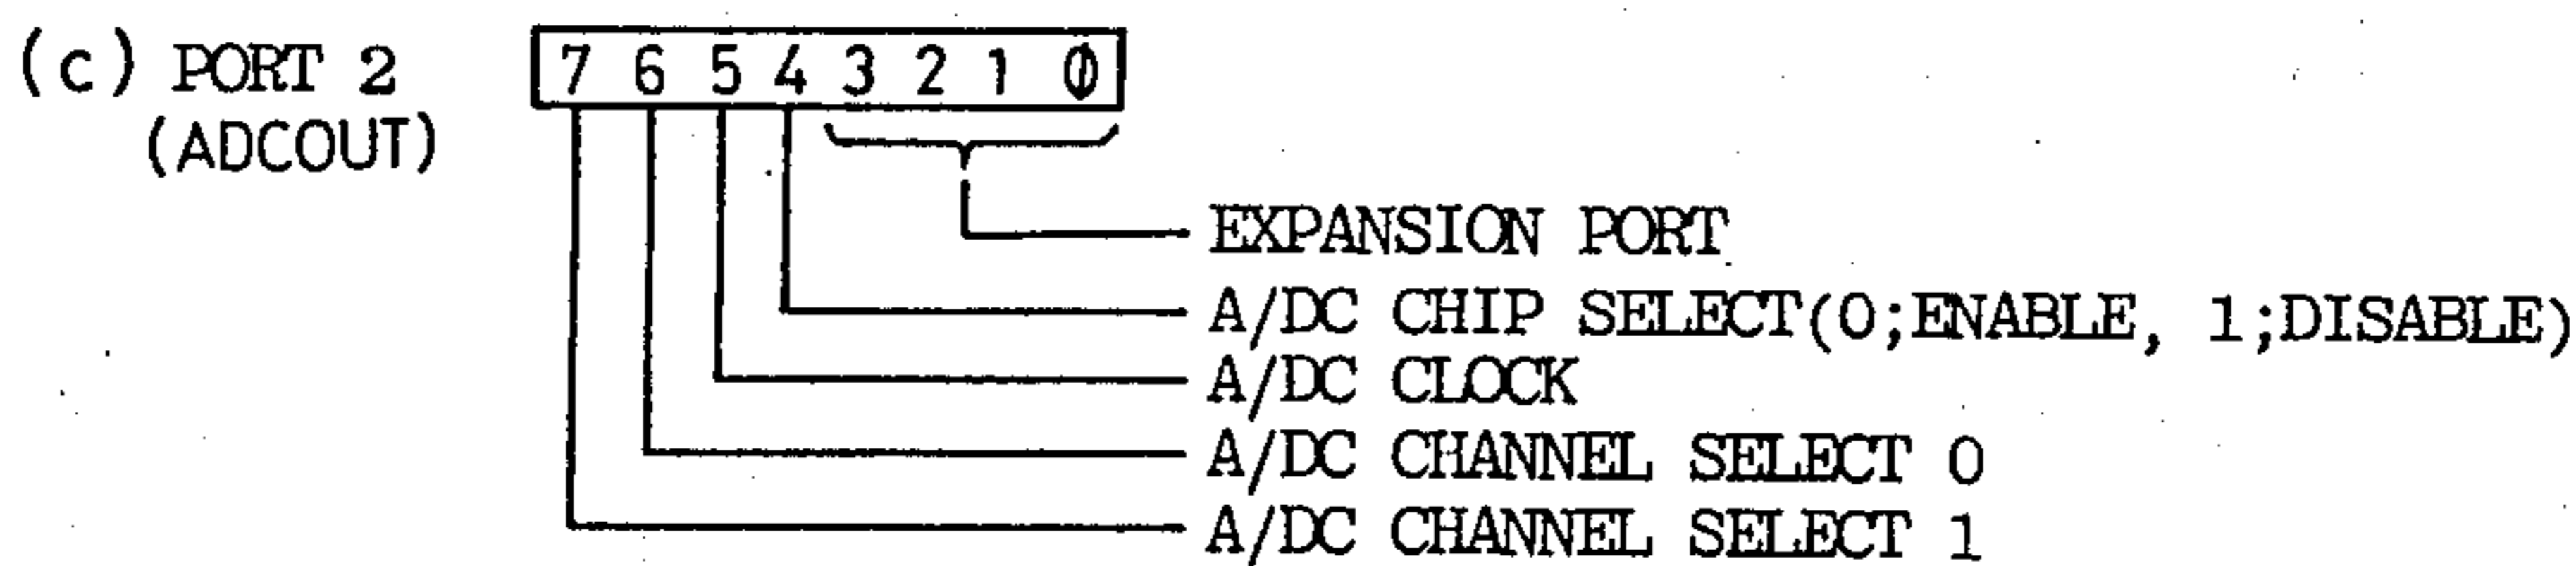 (c) PORT 2
(ADCOUT)
7 6 5 4 3 2 1 0
EXPANSION PORT
A/DC CHIP SELECT(0;ENABLE, 1;DISABLE)
A/DC CLOCK
A/DC CHANNEL SELECT 0
A/DC CHANNEL SELECT 1